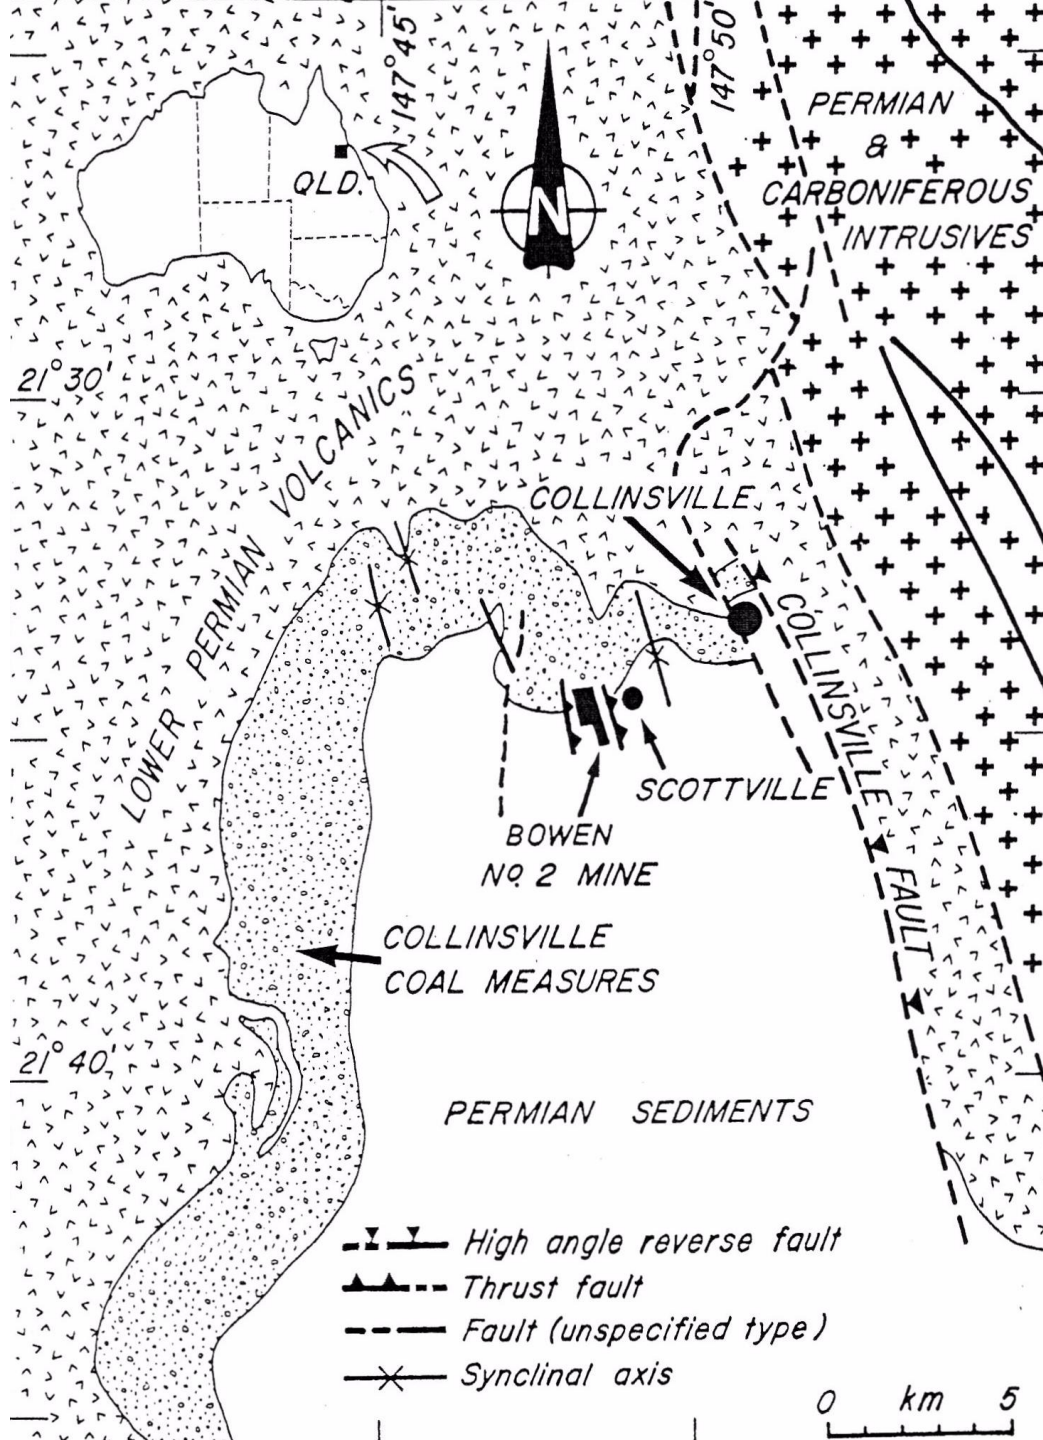 147°45'
147°50'
PERMIAN
&
CARBONIFEROUS
INTRUSIVES
QLD.
N
21°30'
LOWER PERMIAN VOLCANICS
COLLINSVILLE
COLLINSVILLE FAULT
SCOTTVILLE
BOWEN
Nọ 2 MINE
COLLINSVILLE
COAL MEASURES
21°40'
PERMIAN SEDIMENTS
High angle reverse fault
Thrust fault
Fault (unspecified type)
Synclinal axis
0 km 5